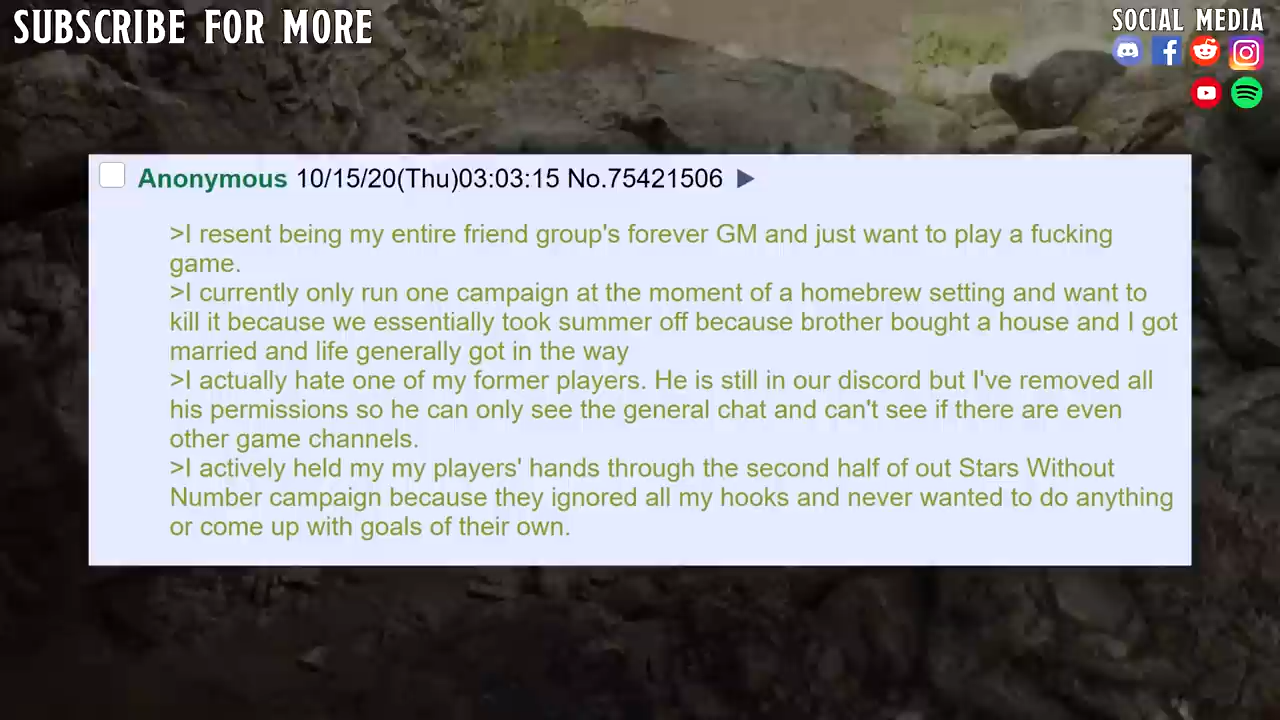 SUBSCRIBE FOR MORE
SOCIAL MEDIA
Anonymous 10/15/20(Thu)03:03:15 No.75421506 ▶
>I resent being my entire friend group's forever GM and just want to play a fucking
game.
>I currently only run one campaign at the moment of a homebrew setting and want to
kill it because we essentially took summer off because brother bought a house and I got
married and life generally got in the way
>I actually hate one of my former players. He is still in our discord but I've removed all
his permissions so he can only see the general chat and can't see if there are even
other game channels.
>I actively held my my players' hands through the second half of out Stars Without
Number campaign because they ignored all my hooks and never wanted to do anything
or come up with goals of their own.